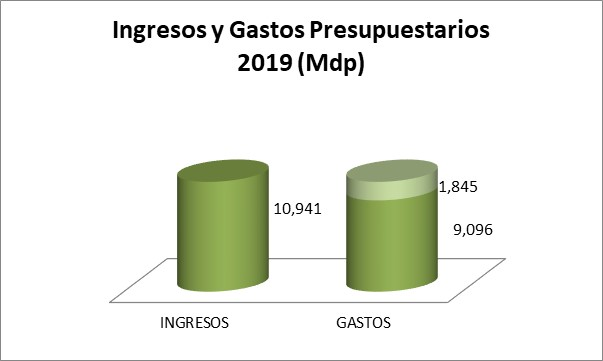 Ingresos y Gastos Presupuestarios
2019 (Mdp)
10,941
1,845
9,096
INGRESOS
GASTOS